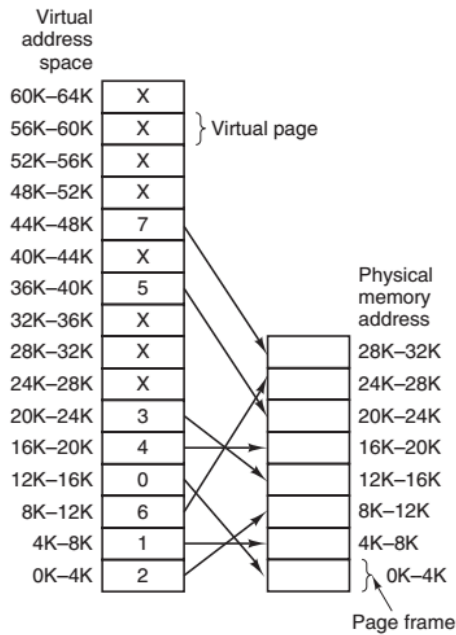 Virtual
address
space
60K–64K X
56K–60K X } Virtual page
52K–56K X
48K–52K X
44K–48K 7
40K–44K X
36K–40K 5
32K–36K X
28K–32K X
24K–28K X
20K–24K 3
16K–20K 4
12K–16K 0
8K–12K 6
4K–8K 1
0K–4K 2
Physical
memory
address
28K–32K
24K–28K
20K–24K
16K–20K
12K–16K
8K–12K
4K–8K
0K–4K
Page frame